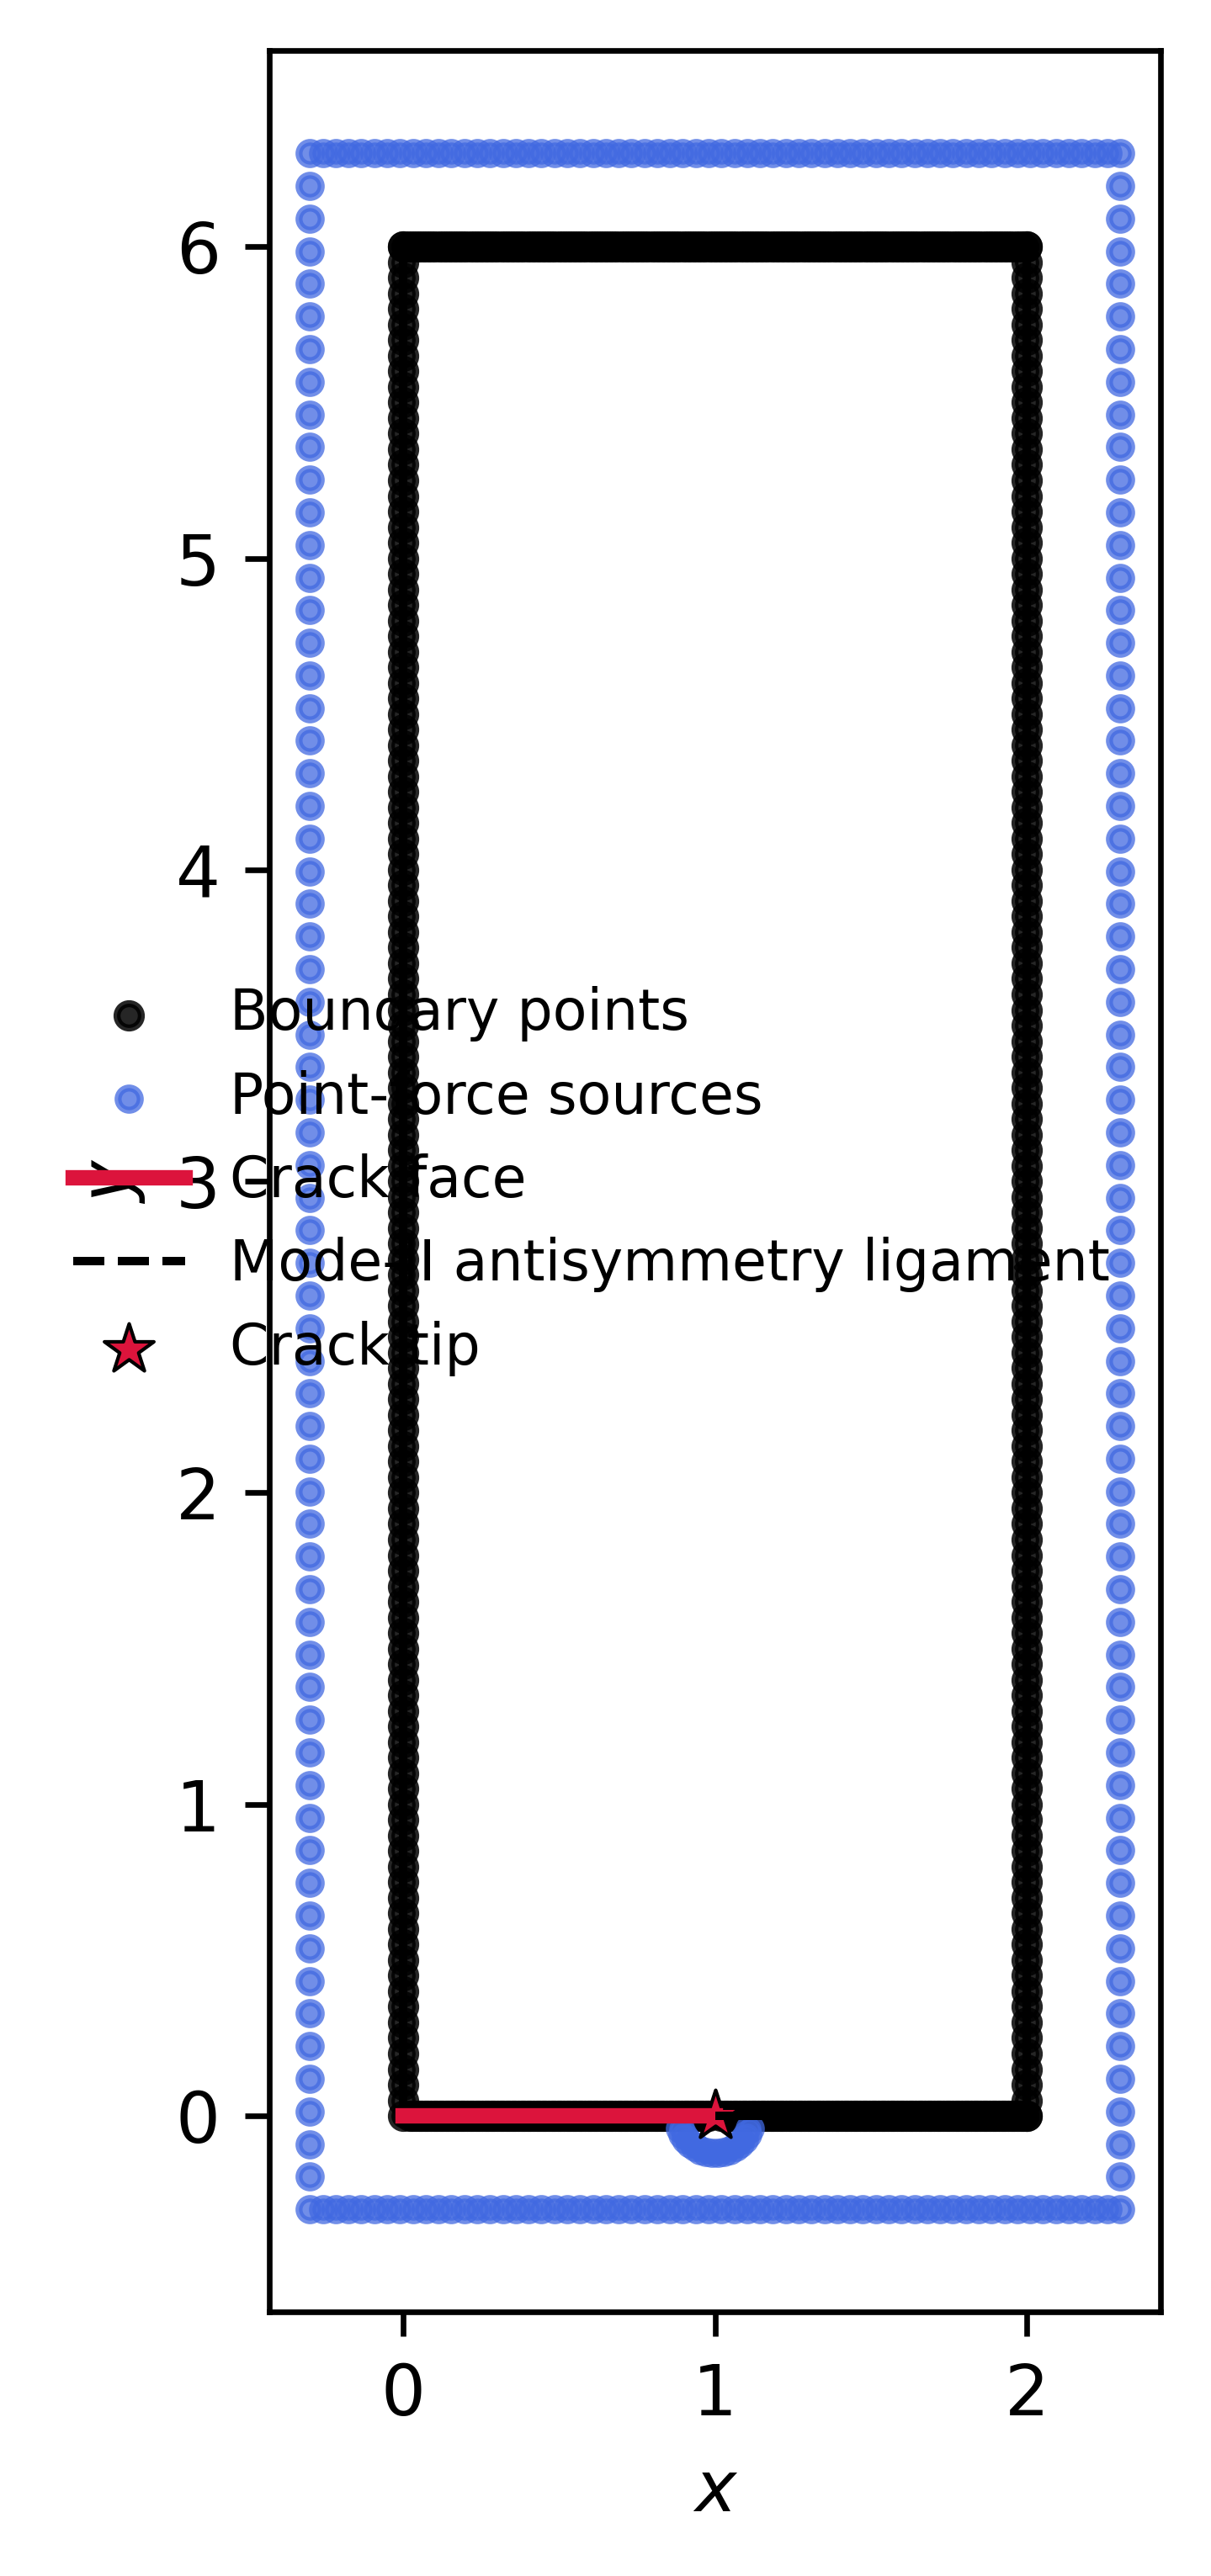 6
5
4
3
2
1
0
y
Boundary points
Point-force sources
Crack face
Mode-II antisymmetry ligament
Crack tip
0 1 2
x